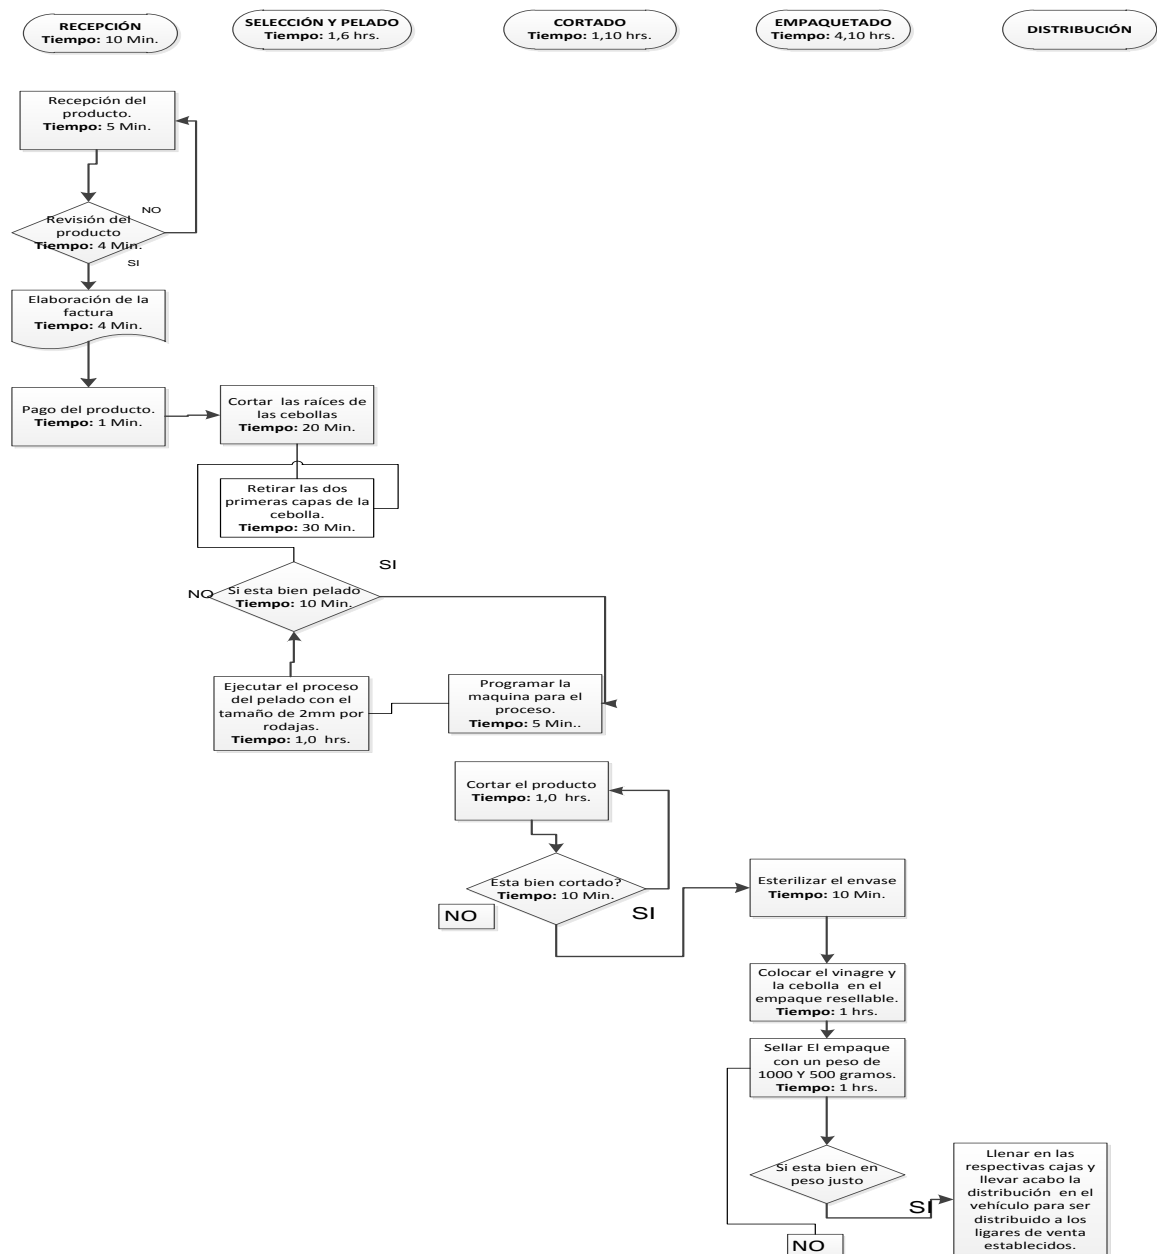 RECEPCIÓN
Tiempo: 10 Min.
SELECCIÓN Y PELADO
Tiempo: 1,6 hrs.
CORTADO
Tiempo: 1,10 hrs.
EMPAQUETADO
Tiempo: 4,10 hrs.
DISTRIBUCIÓN
Recepción del
producto.
Tiempo: 5 Min.
NO
Revisión del
producto
Tiempo: 4 Min.
SI
Elaboración de la
factura
Tiempo: 4 Min.
Pago del producto.
Tiempo: 1 Min.
Cortar las raíces de
las cebollas
Tiempo: 20 Min.
Retirar las dos
primeras capas de la
cebolla.
Tiempo: 30 Min.
SI
NO
Si esta bien pelado
Tiempo: 10 Min.
Ejecutar el proceso
del pelado con el
tamaño de 2mm por
rodajas.
Tiempo: 1,0 hrs.
Programar la
maquina para el
proceso.
Tiempo: 5 Min..
Cortar el producto
Tiempo: 1,0 hrs.
Esta bien cortado?
Tiempo: 10 Min.
NO
SI
Esterilizar el envase
Tiempo: 10 Min.
Colocar el vinagre y
la cebolla en el
empaque resellable.
Tiempo: 1 hrs.
Sellar El empaque
con un peso de
1000 Y 500 gramos.
Tiempo: 1 hrs.
Si esta bien en
peso justo
SI
NO
Llenar en las
respectivas cajas y
llevar acabo la
distribución en el
vehículo para ser
distribuido a los
ligares de venta
establecidos.